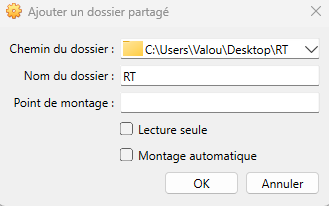 Ajouter un dossier partagé
Chemin du dossier : C:\Users\Valou\Desktop\RT
Nom du dossier : RT
Point de montage :
Lecture seule
Montage automatique
OK Annuler